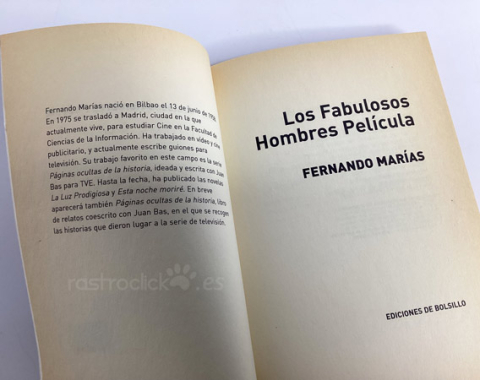 Fernando Marías nació en Bilbao el 13 de junio de 1958.
En 1975 se trasladó a Madrid, ciudad en la que
actualmente vive, para estudiar Cine en la Facultad de
Ciencias de la Información. Ha trabajado en vídeo y cine
publicitario, y actualmente escribe guiones para
televisión. Su trabajo favorito en este campo es la serie
Páginas ocultas de la historia, ideada y escrita con Juan
Bas para TVE. Hasta la fecha, ha publicado las novelas
La Luz Prodigiosa y Esta noche moriré. En breve
aparecerá también Páginas ocultas de la historia, libro
de relatos coescrito con Juan Bas, en el que se recogen
las historias que dieron lugar a la serie de televisión.
rastroclick.es
Los Fabulosos
Hombres Película
FERNANDO MARÍAS
EDICIONES DE BOLSILLO